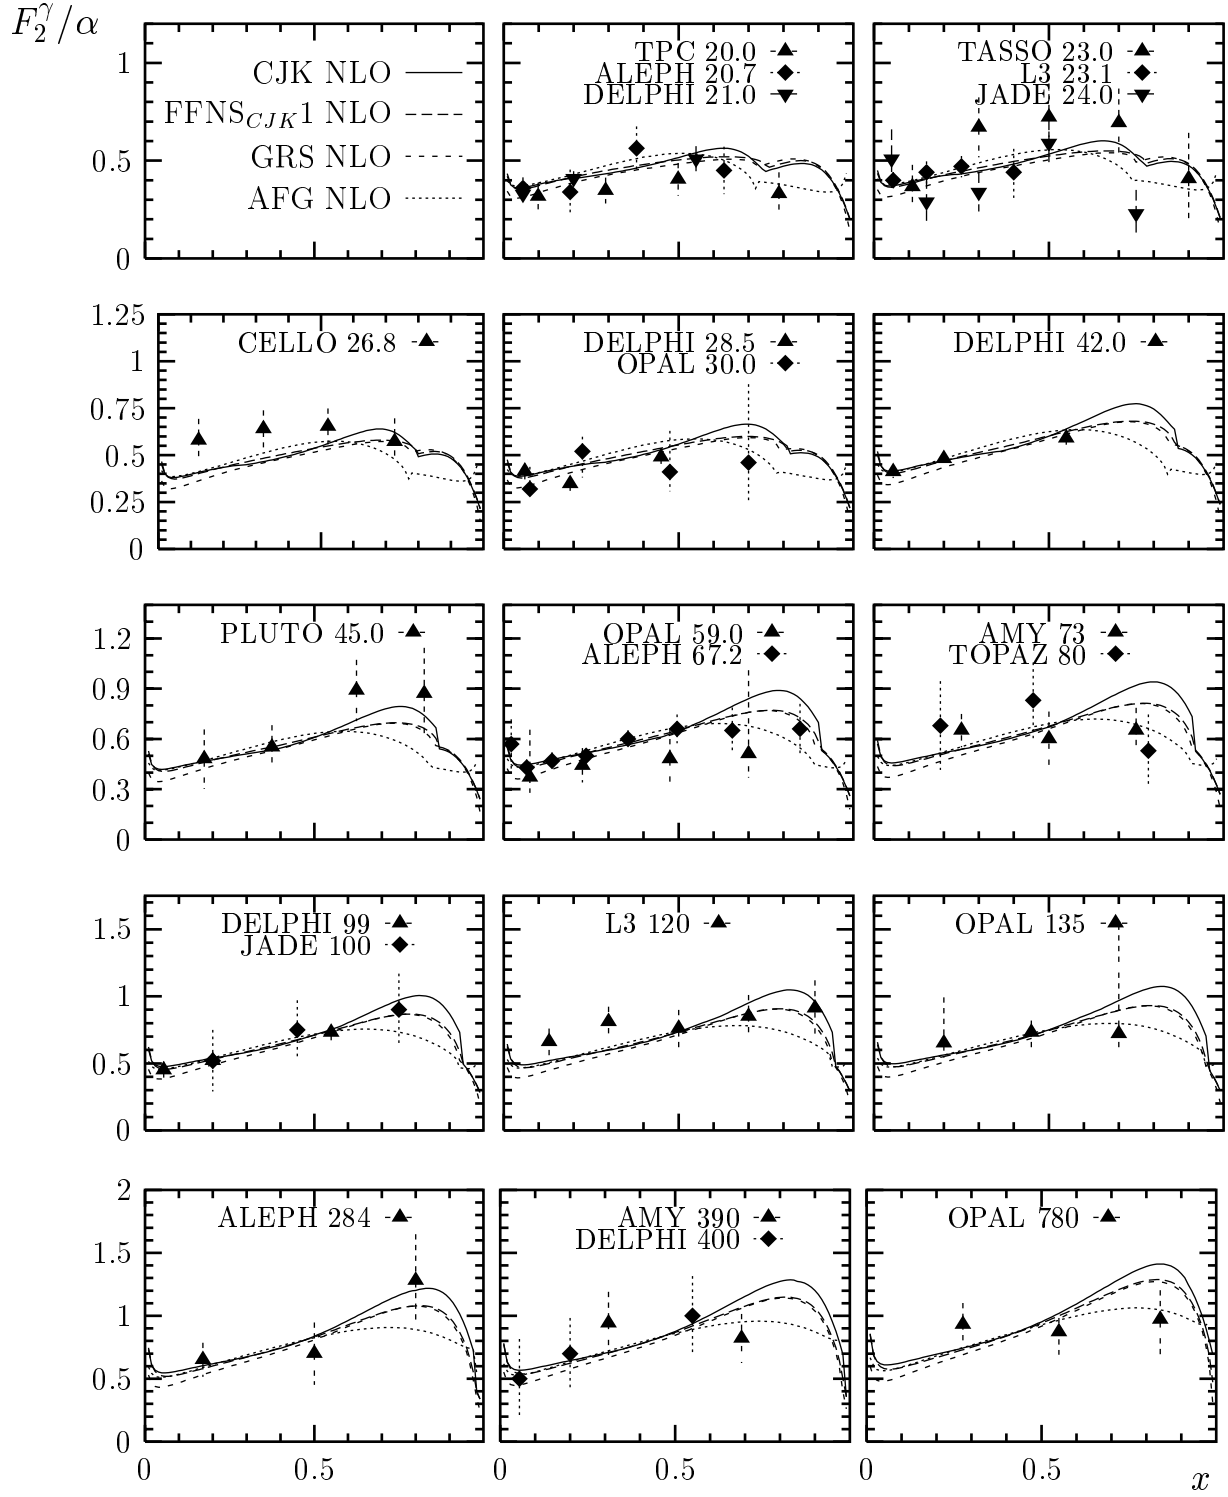 F₂^γ/α
1
0.5
0
CJK NLO
FFNS_CJK1 NLO
GRS NLO
AFG NLO
TPC 20.0
ALEPH 20.7
DELPHI 21.0
TASSO 23.0
L3 23.1
JADE 24.0
1.25
1
0.75
0.5
0.25
0
CELLO 26.8
DELPHI 28.5
OPAL 30.0
DELPHI 42.0
1.2
0.9
0.6
0.3
0
PLUTO 45.0
OPAL 59.0
ALEPH 67.2
AMY 73
TOPAZ 80
1.5
1
0.5
0
DELPHI 99
JADE 100
L3 120
OPAL 135
2
1.5
1
0.5
0
ALEPH 284
AMY 390
DELPHI 400
OPAL 780
0 0.5 0 0.5 0 0.5 x